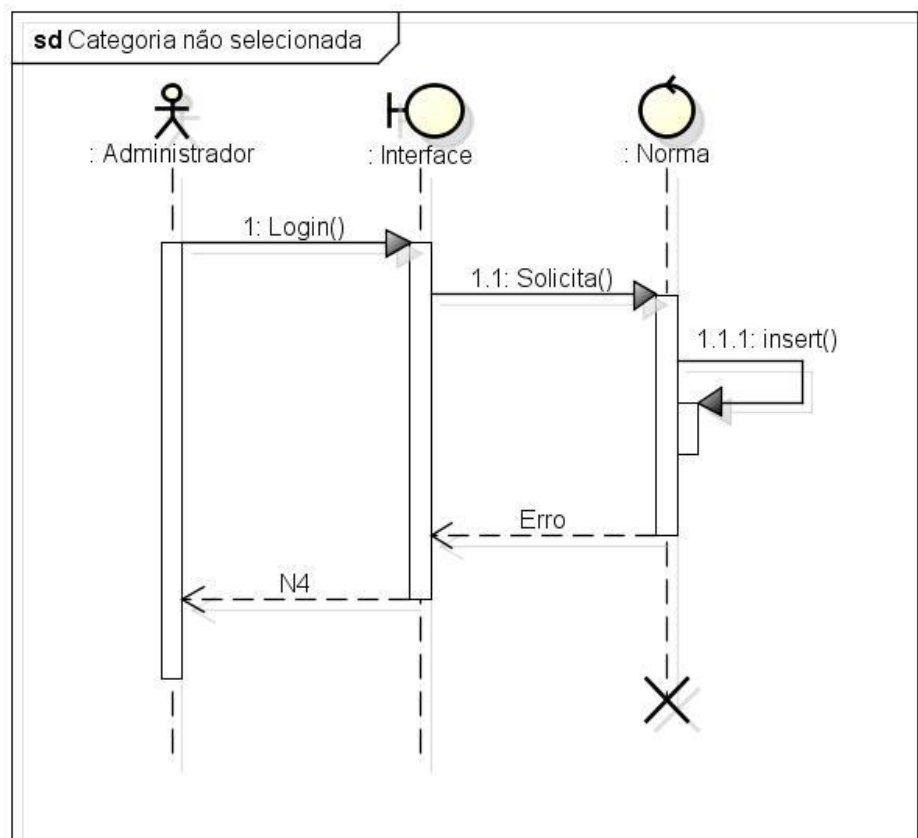 sd Categoria não selecionada
: Administrador
: Interface
: Norma
1: Login()
1.1: Solicita()
1.1.1: insert()
Erro
N4